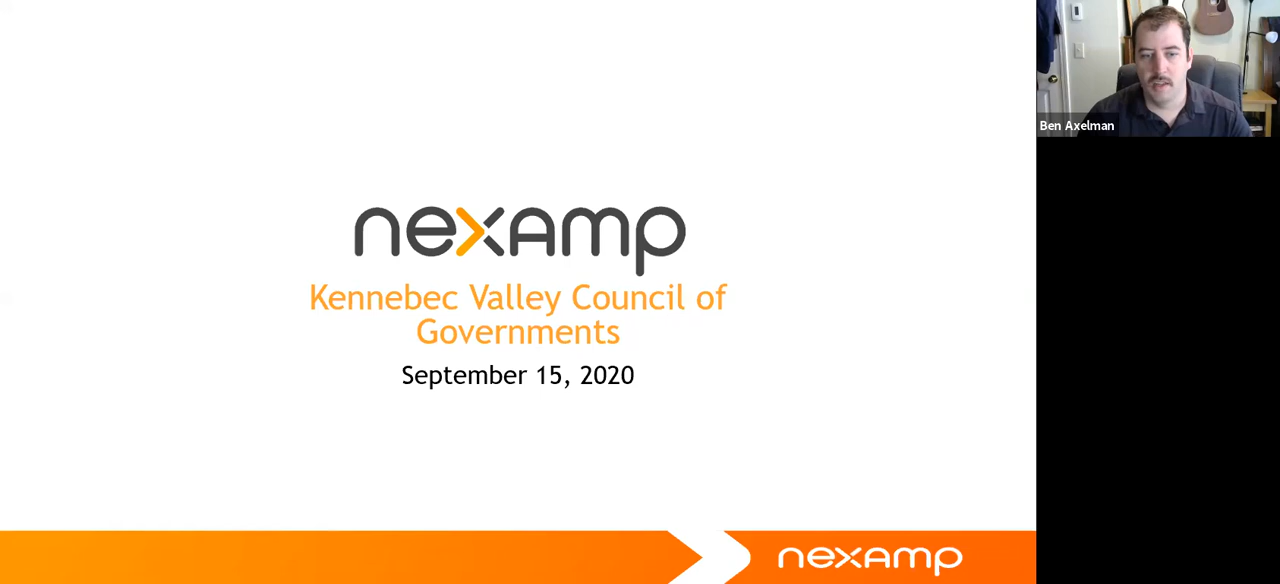 nexamp
Kennebec Valley Council of
Governments
September 15, 2020
nexamp
Ben Axelman